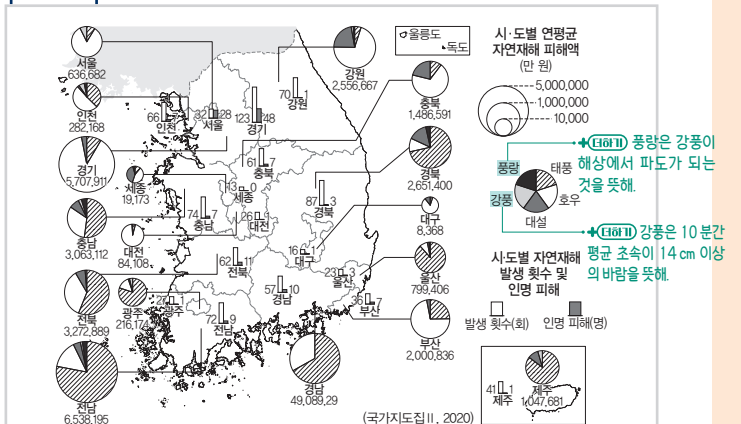 울릉도
독도
시·도별 연평균
자연재해 피해액
(만 원)
5,000,000
1,000,000
10,000
+더하기 풍랑은 강풍이
해상에서 파도가 되는
것을 뜻해.
풍랑
태풍
강풍
호우
대설
+더하기 강풍은 10 분간
평균 초속이 14 cm 이상
의 바람을 뜻해.
시·도별 자연재해
발생 횟수 및
인명 피해
발생 횟수(회) 인명 피해(명)
서울
636,682
강원
2,556,667
충북
1,486,591
인천
282,168
경기
5,707,911
세종
19,173
경북
2,651,400
대구
8,368
충남
3,063,112
대전
84,108
울산
799,406
전북
3,272,889
광주
216,174
부산
2,000,836
전남
6,538,195
경남
49,089,29
제주
1,047,681
66
인천
32 28
서울
123 48
경기
70 1
강원
61 7
충북
13 0
세종
74 7
충남
26
대전
87 3
경북
16
대구
62 11
전북
23 3
울산
57 10
경남
36 7
부산
27 1
광주
72 9
전남
41 1
제주
(국가지도집Ⅱ, 2020)